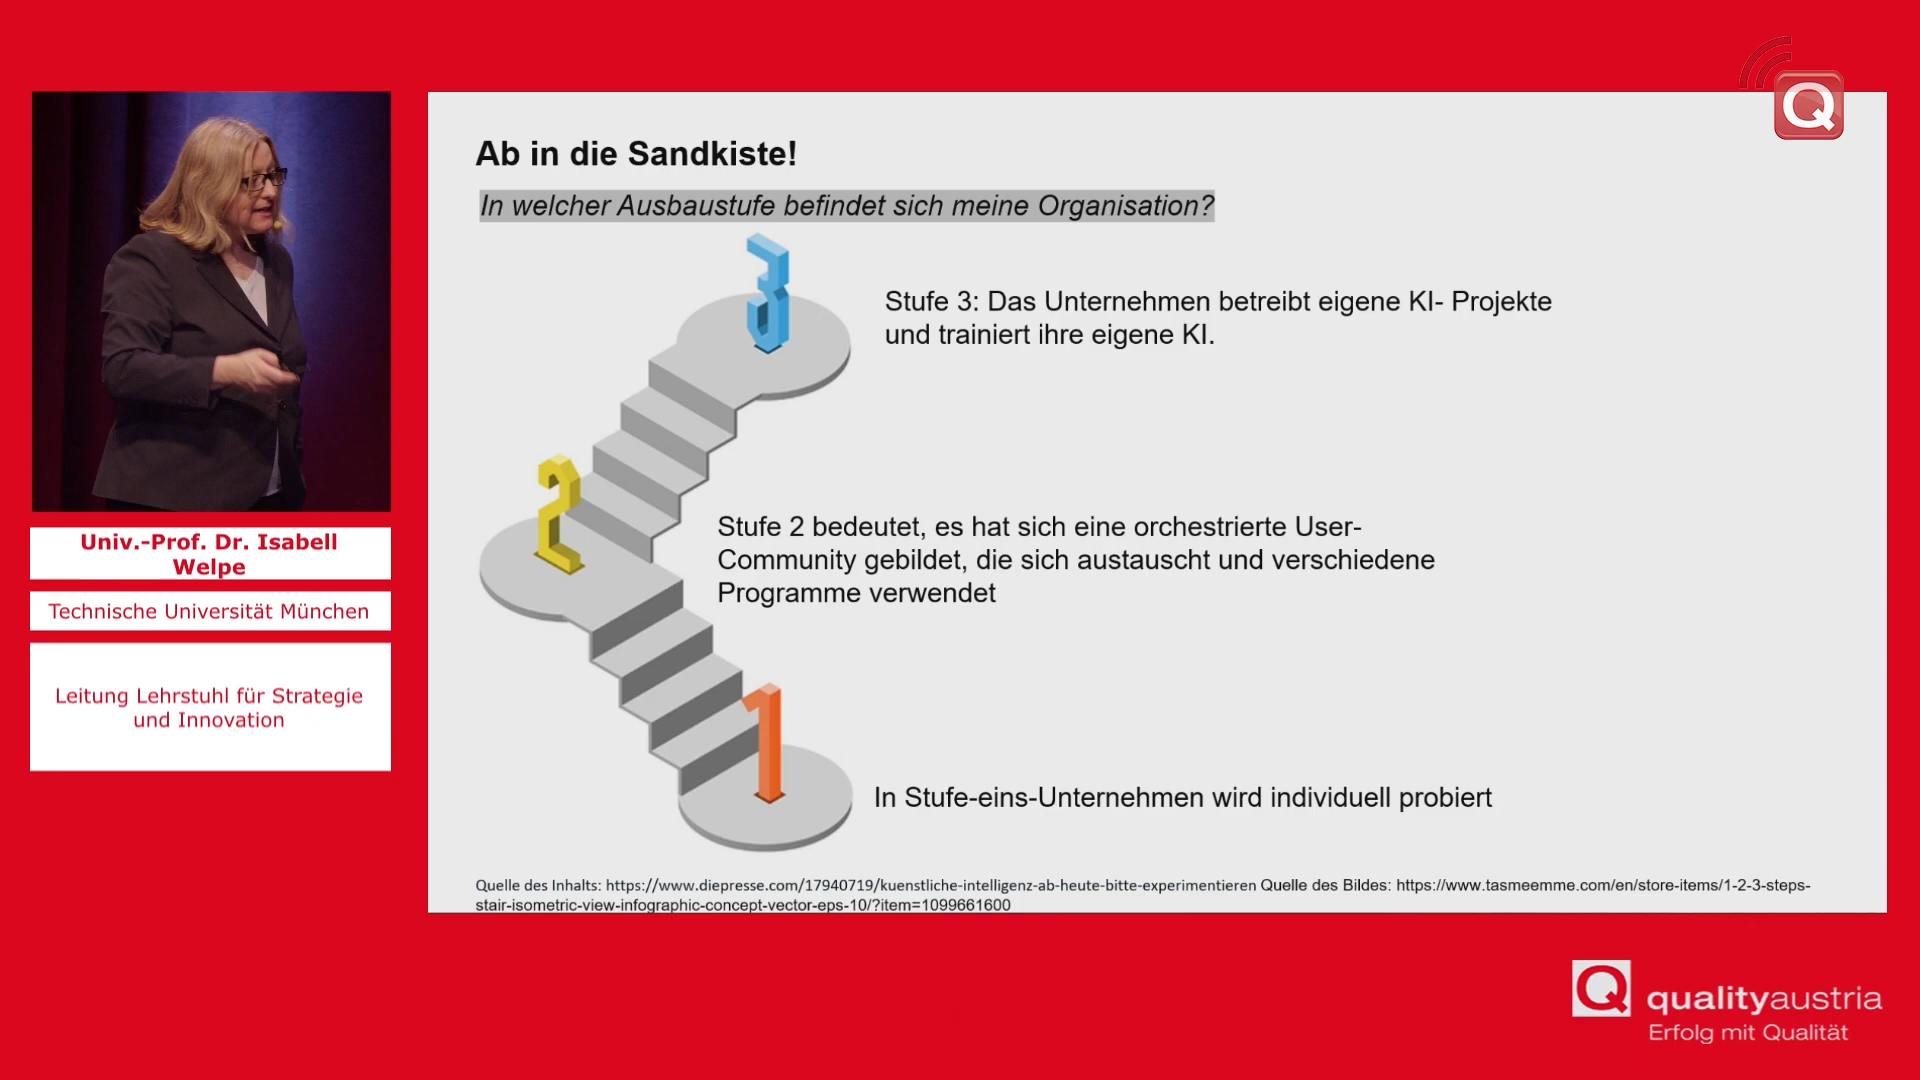 Univ.-Prof. Dr. Isabell
Welpe
Technische Universität München
Leitung Lehrstuhl für Strategie
und Innovation
Ab in die Sandkiste!
In welcher Ausbaustufe befindet sich meine Organisation?
3
Stufe 3: Das Unternehmen betreibt eigene KI- Projekte
und trainiert ihre eigene KI.
2
Stufe 2 bedeutet, es hat sich eine orchestrierte User-
Community gebildet, die sich austauscht und verschiedene
Programme verwendet
1
In Stufe-eins-Unternehmen wird individuell probiert
Quelle des Inhalts: https://www.diepresse.com/17940719/kuenstliche-intelligenz-ab-heute-bitte-experimentieren Quelle des Bildes: https://www.tasmeemme.com/en/store-items/1-2-3-steps-
stair-isometric-view-infographic-concept-vector-eps-10/?item=1099661600
Q
Q qualityaustria
Erfolg mit Qualität